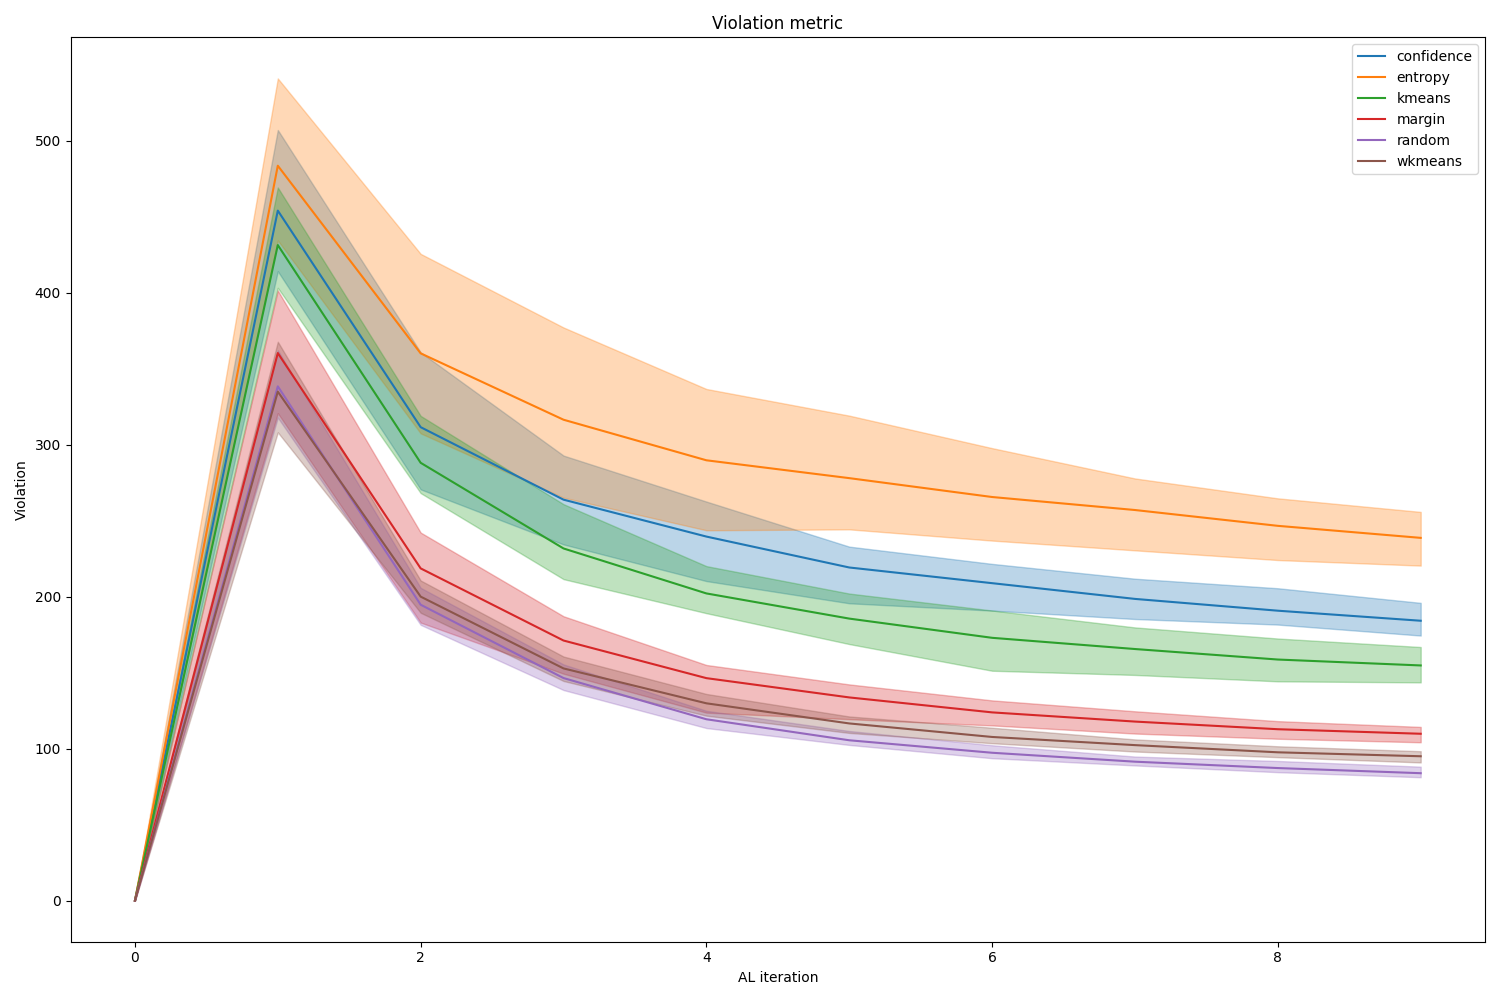 Violation metric
confidence
entropy
kmeans
margin
random
wkmeans
500
400
300
200
100
0
Violation
0 2 4 6 8
AL iteration